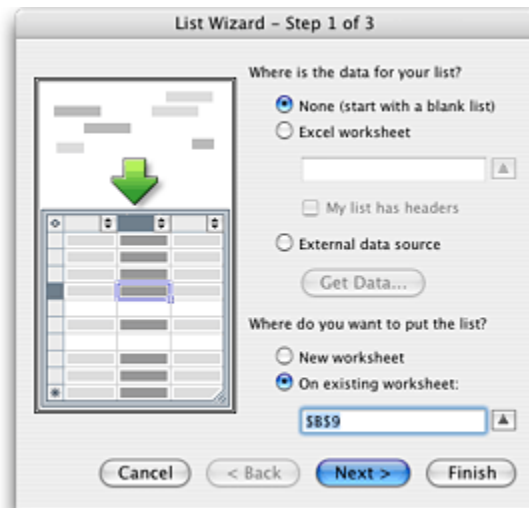 List Wizard – Step 1 of 3
Where is the data for your list?
None (start with a blank list)
Excel worksheet
My list has headers
External data source
Get Data...
Where do you want to put the list?
New worksheet
On existing worksheet:
$B$9
Cancel < Back Next > Finish